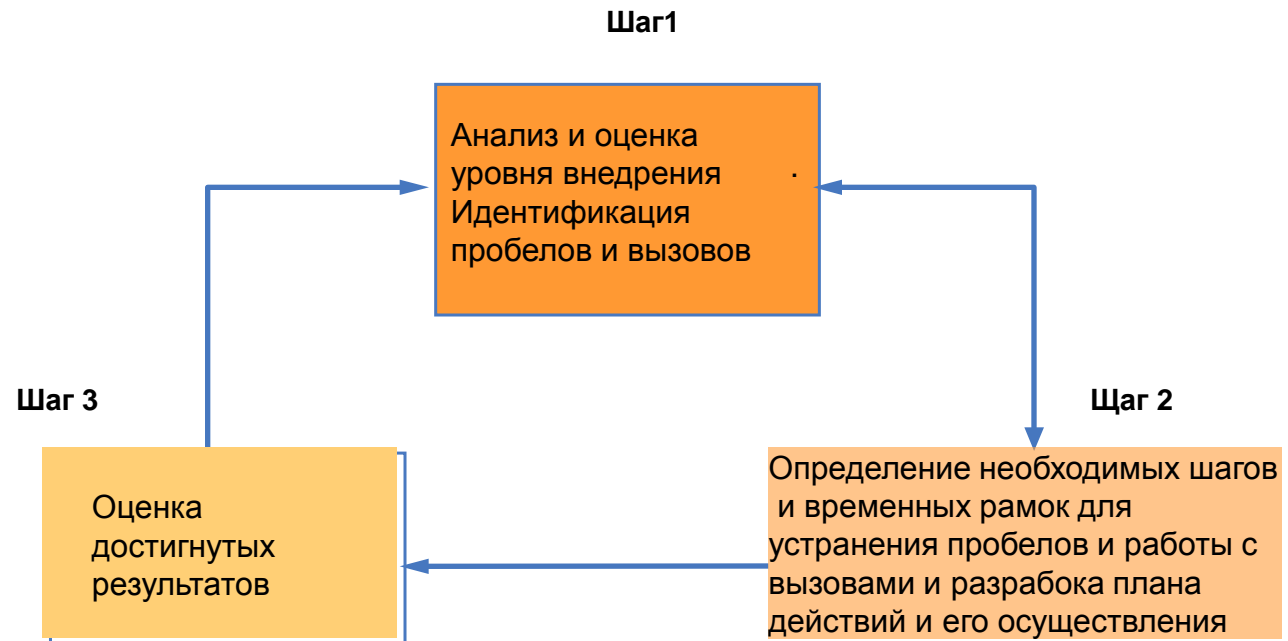 Шаг1
Анализ и оценка
уровня внедрения .
Идентификация
пробелов и вызовов
Шаг 3
Щаг 2
Оценка
достигнутых
результатов
Определение необходимых шагов
и временных рамок для
устранения пробелов и работы с
вызовами и разрабока плана
действий и его осуществления